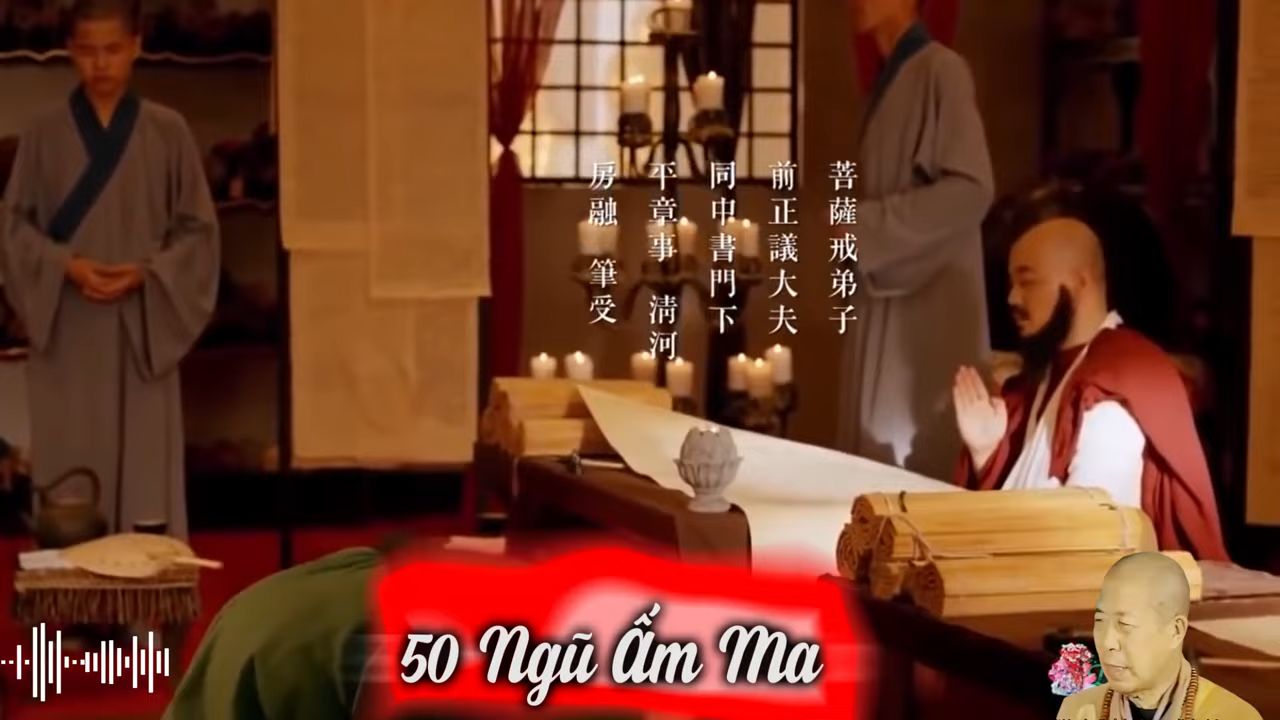 菩薩戒弟子
前正議大夫
同中書門下
平章事 清河
房融 筆受
50 Ngũ Ấm Ma